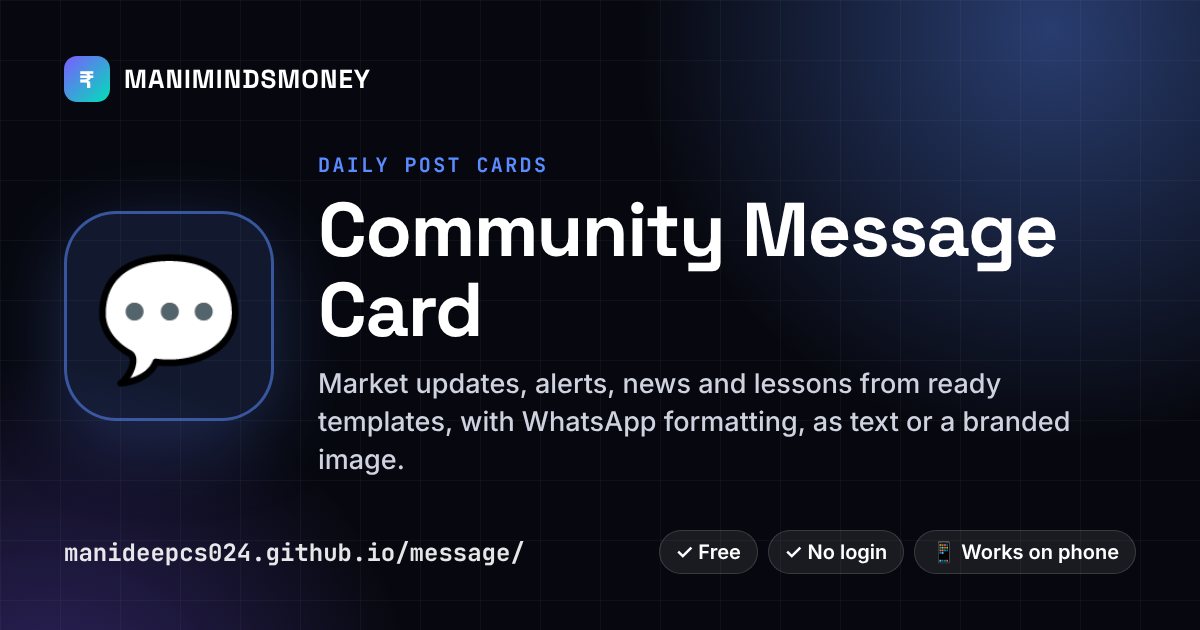 ₹ MANIMINDSMONEY
DAILY POST CARDS
Community Message
Card
Market updates, alerts, news and lessons from ready
templates, with WhatsApp formatting, as text or a branded
image.
manideepcs024.github.io/message/
✓ Free
✓ No login
📱 Works on phone